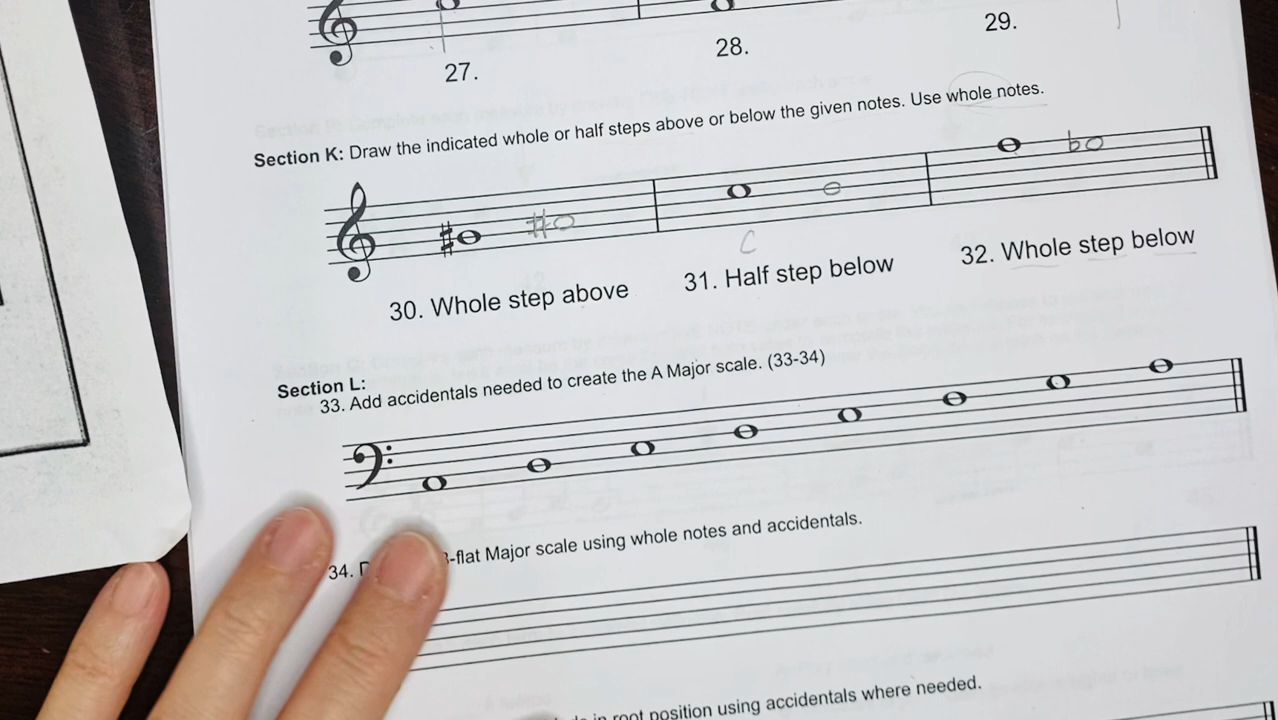 27.
28.
29.
Section K: Draw the indicated whole or half steps above or below the given notes. Use whole notes.
C
30. Whole step above
31. Half step below
32. Whole step below
Section L:
33. Add accidentals needed to create the A Major scale. (33-34)
34. -flat Major scale using whole notes and accidentals.
in root position using accidentals where needed.